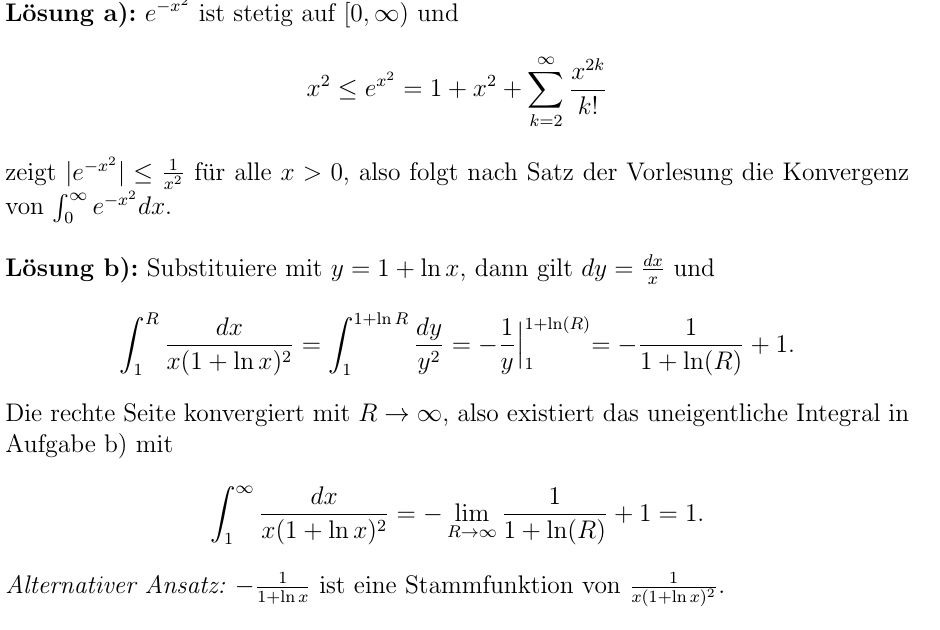 Lösung a): $e^{-x^2}$ ist stetig auf $[0, \infty)$ und
$x^2 \leq e^{x^2} = 1 + x^2 + \sum_{k=2}^{\infty} \frac{x^{2k}}{k!}$
zeigt $|e^{-x^2}| \leq \frac{1}{x^2}$ für alle $x > 0$, also folgt nach Satz der Vorlesung die Konvergenz
von $\int_0^\infty e^{-x^2} dx$.
Lösung b): Substituiere mit $y = 1 + \ln x$, dann gilt $dy = \frac{dx}{x}$ und
$\int_1^R \frac{dx}{x(1 + \ln x)^2} = \int_1^{1+\ln R} \frac{dy}{y^2} = -\frac{1}{y}\Big|_1^{1+\ln(R)} = -\frac{1}{1 + \ln(R)} + 1.$
Die rechte Seite konvergiert mit $R \to \infty$, also existiert das uneigentliche Integral in
Aufgabe b) mit
$\int_1^\infty \frac{dx}{x(1 + \ln x)^2} = -\lim_{R \to \infty} \frac{1}{1 + \ln(R)} + 1 = 1.$
Alternativer Ansatz: $-\frac{1}{1+\ln x}$ ist eine Stammfunktion von $\frac{1}{x(1+\ln x)^2}$.